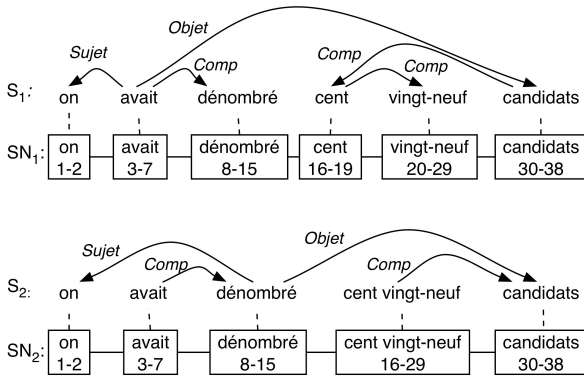 Objet
Sujet Comp Comp Comp
S1: on avait dénombré cent vingt-neuf candidats
SN1: on avait dénombré cent vingt-neuf candidats
1-2 3-7 8-15 16-19 20-29 30-38
Sujet Objet
Comp Comp
S2: on avait dénombré cent vingt-neuf candidats
SN2: on avait dénombré cent vingt-neuf candidats
1-2 3-7 8-15 16-29 30-38